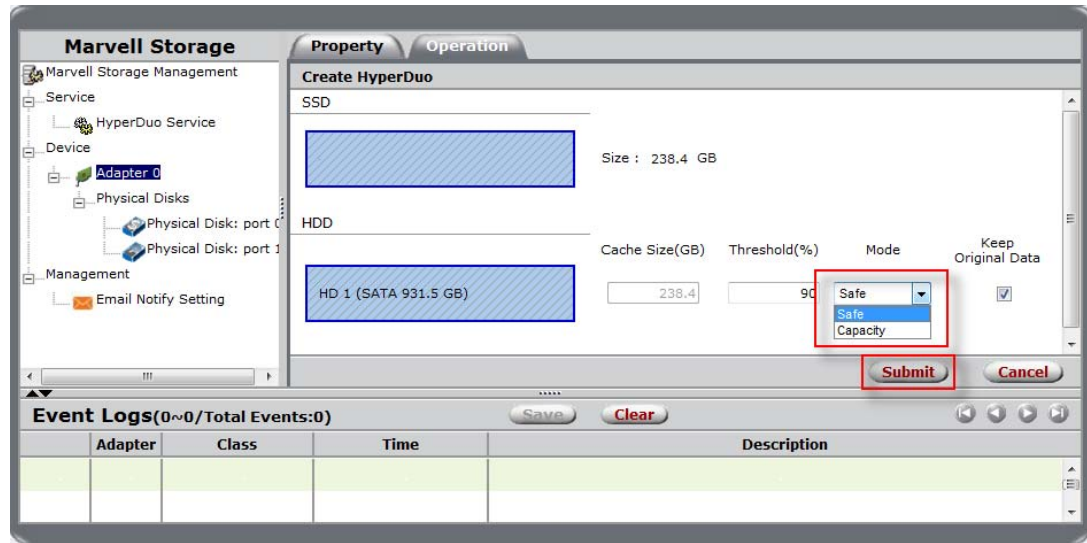 Marvell Storage
Marvell Storage Management
Service
HyperDuo Service
Device
Adapter 0
Physical Disks
Physical Disk: port 0
Physical Disk: port 1
Management
Email Notify Setting
Property
Operation
Create HyperDuo
SSD
Size : 238.4 GB
HDD
Cache Size(GB) Threshold(%) Mode Keep Original Data
HD 1 (SATA 931.5 GB) 238.4 90 Safe
Safe
Capacity
Submit Cancel
Event Logs(0~0/Total Events:0) Save Clear
Adapter Class Time Description